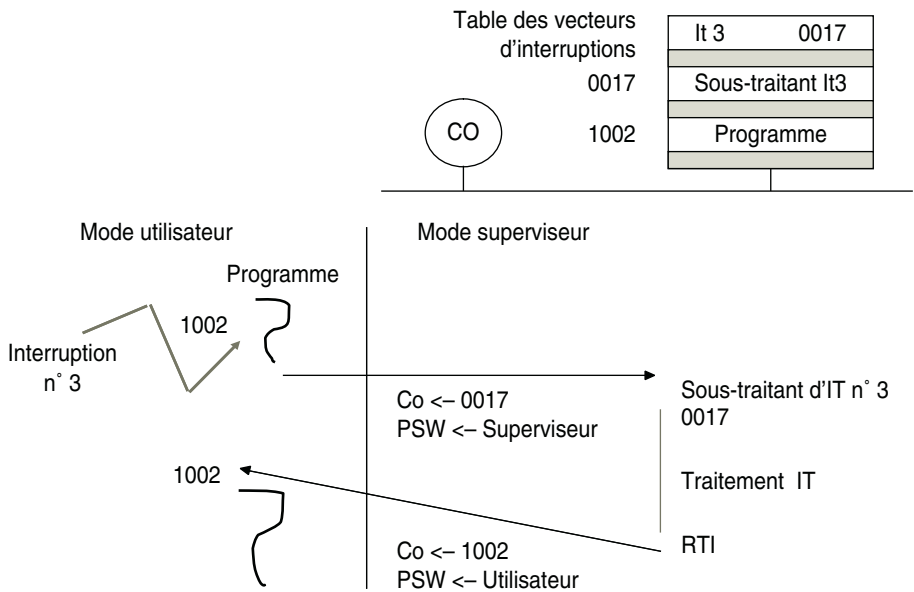 Table des vecteurs
d'interruptions
It 3 0017
0017 Sous-traitant It3
CO
1002 Programme
Mode utilisateur
Mode superviseur
Programme
1002
Interruption
n° 3
Co <– 0017
PSW <– Superviseur
Sous-traitant d'IT n° 3
0017
1002
Traitement IT
RTI
Co <– 1002
PSW <– Utilisateur